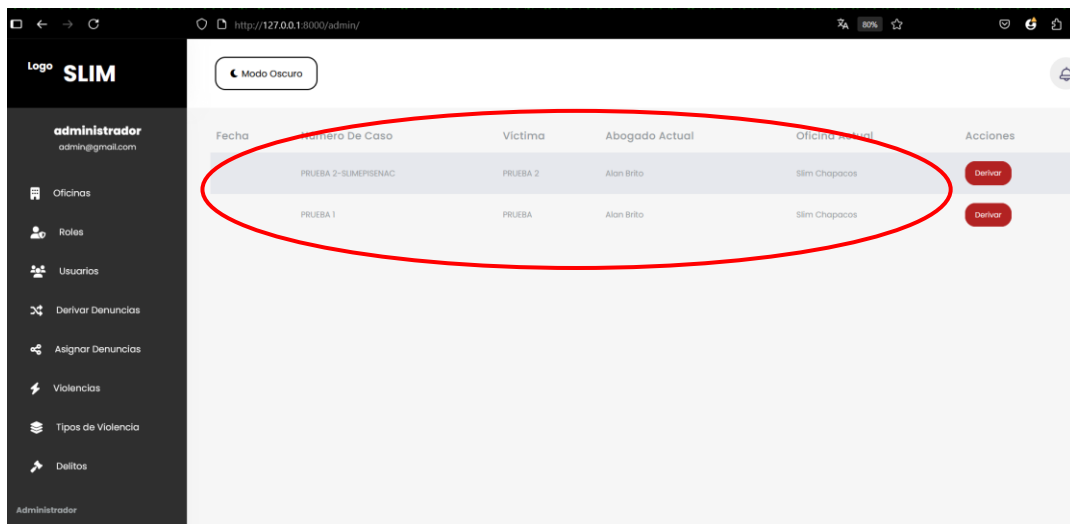 http://127.0.0.1:8000/admin/
80%
Logo SLIM
Modo Oscuro
administrador
admin@gmail.com
Oficinas
Roles
Usuarios
Derivar Denuncias
Asignar Denuncias
Violencias
Tipos de Violencia
Delitos
Administrador
Fecha Número De Caso Victima Abogado Actual Oficina Actual Acciones
PRUEBA 2-SLIMEPISENAC PRUEBA 2 Alan Brito Slim Chapacos Derivar
PRUEBA 1 PRUEBA Alan Brito Slim Chapacos Derivar